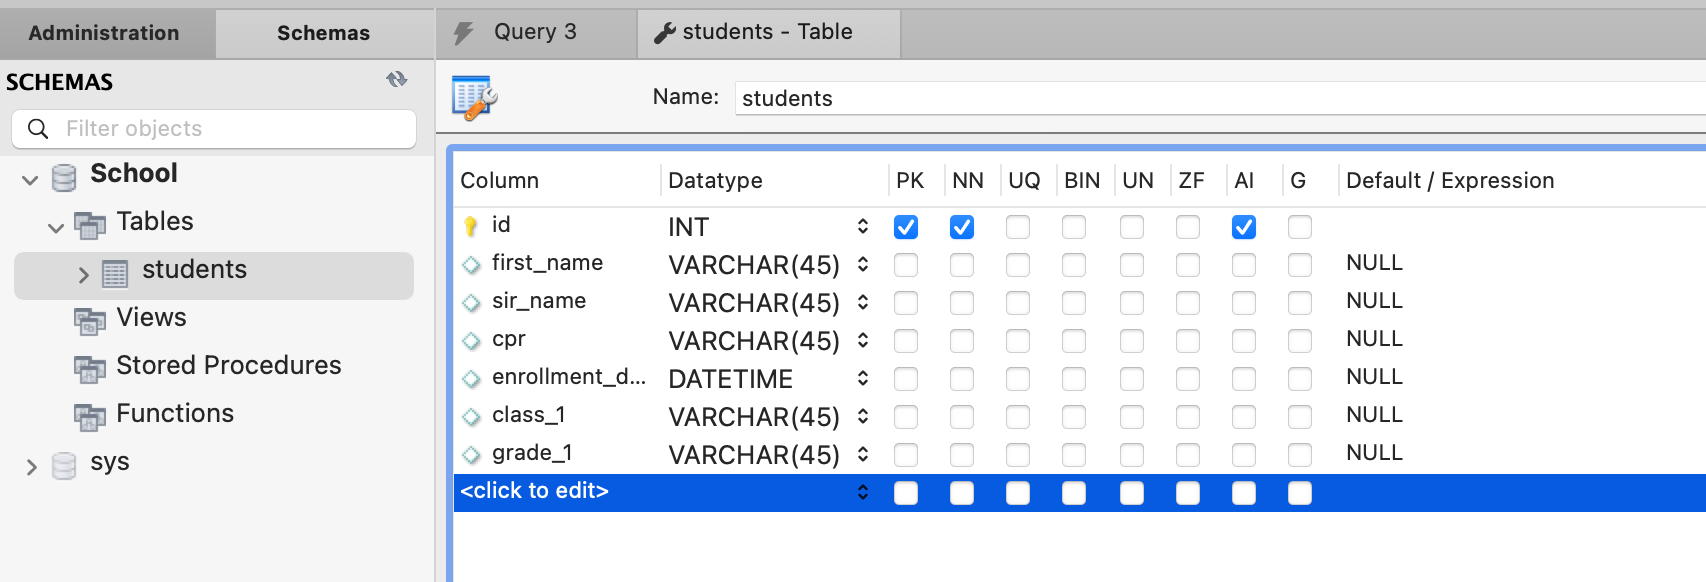 Administration Schemas Query 3 students - Table
SCHEMAS
Name: students
Filter objects
School
Tables
students
Views
Stored Procedures
Functions
sys
Column Datatype PK NN UQ BIN UN ZF AI G Default / Expression
id INT
first_name VARCHAR(45) NULL
sir_name VARCHAR(45) NULL
cpr VARCHAR(45) NULL
enrollment_d... DATETIME NULL
class_1 VARCHAR(45) NULL
grade_1 VARCHAR(45) NULL
<click to edit>